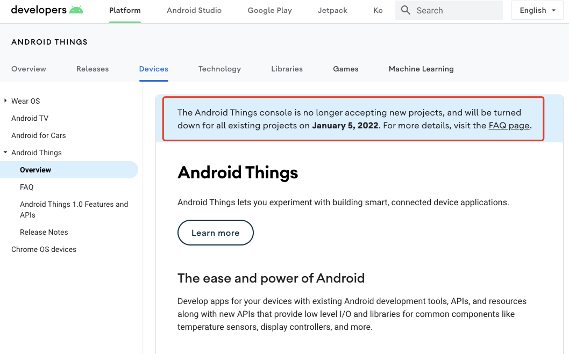 developers
Platform
Android Studio
Google Play
Jetpack
Ko
Search
English
ANDROID THINGS
Overview
Releases
Devices
Technology
Libraries
Games
Machine Learning
Wear OS
Android TV
Android for Cars
Android Things
Overview
FAQ
Android Things 1.0 Features and
APIs
Release Notes
Chrome OS devices
The Android Things console is no longer accepting new projects, and will be turned
down for all existing projects on January 5, 2022. For more details, visit the FAQ page.
Android Things
Android Things lets you experiment with building smart, connected device applications.
Learn more
The ease and power of Android
Develop apps for your devices with existing Android development tools, APIs, and resources
along with new APIs that provide low level I/O and libraries for common components like
temperature sensors, display controllers, and more.